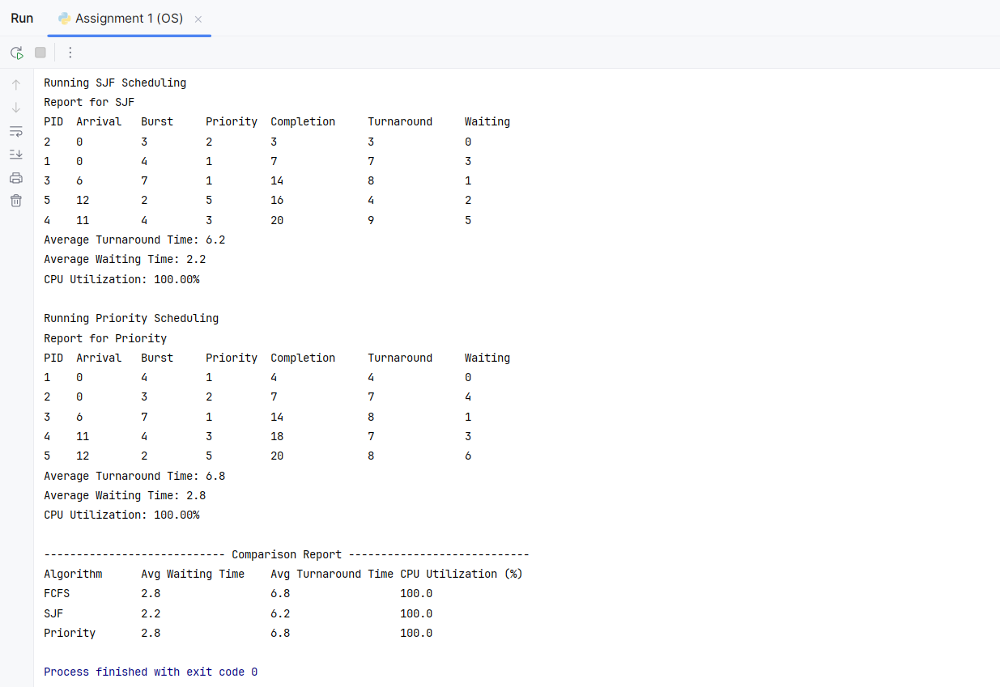 Run Assignment 1 (OS)
Running SJF Scheduling
Report for SJF
PID Arrival Burst Priority Completion Turnaround Waiting
2 0 3 2 3 3 0
1 0 4 1 7 7 3
3 6 7 1 14 8 1
5 12 2 5 16 4 2
4 11 4 3 20 9 5
Average Turnaround Time: 6.2
Average Waiting Time: 2.2
CPU Utilization: 100.00%
Running Priority Scheduling
Report for Priority
PID Arrival Burst Priority Completion Turnaround Waiting
1 0 4 1 4 4 0
2 0 3 2 7 7 4
3 6 7 1 14 8 1
4 11 4 3 18 7 3
5 12 2 5 20 8 6
Average Turnaround Time: 6.8
Average Waiting Time: 2.8
CPU Utilization: 100.00%
---------------------------- Comparison Report ----------------------------
Algorithm Avg Waiting Time Avg Turnaround Time CPU Utilization (%)
FCFS 2.8 6.8 100.0
SJF 2.2 6.2 100.0
Priority 2.8 6.8 100.0
Process finished with exit code 0